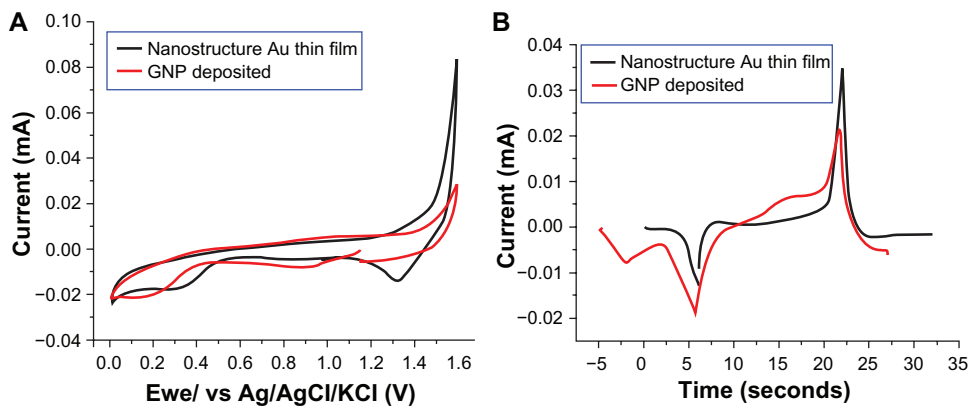 A
Nanostructure Au thin film
GNP deposited
0.10
0.08
0.06
0.04
0.02
0.00
−0.02
−0.04
Current (mA)
0.0 0.2 0.4 0.6 0.8 1.0 1.2 1.4 1.6
Ewe/ vs Ag/AgCl/KCl (V)
B
Nanostructure Au thin film
GNP deposited
0.04
0.03
0.02
0.01
0.00
−0.01
−0.02
Current (mA)
−5 0 5 10 15 20 25 30 35
Time (seconds)